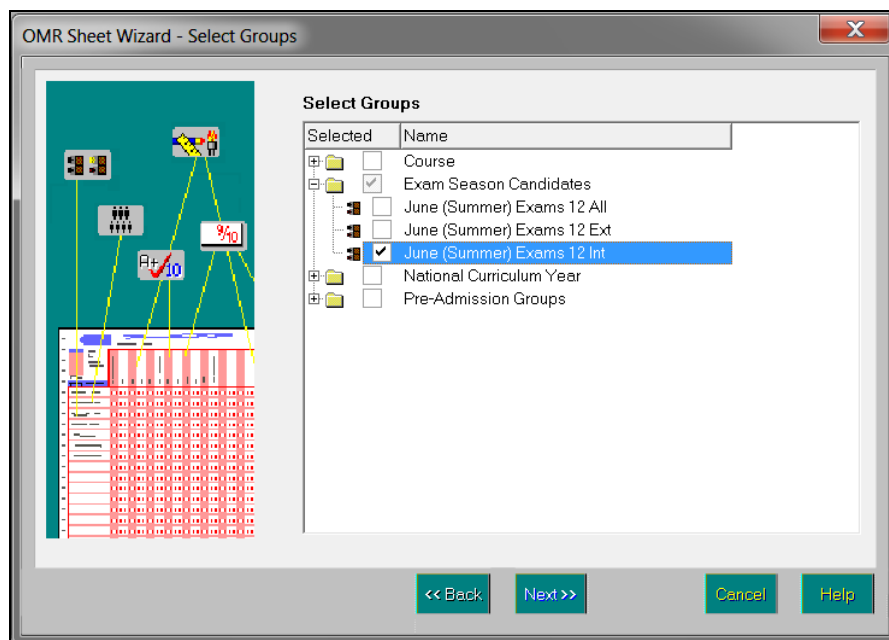 OMR Sheet Wizard - Select Groups
X
A+ 10
9/10
Select Groups
Selected Name
Course
Exam Season Candidates
June (Summer) Exams 12 All
June (Summer) Exams 12 Ext
June (Summer) Exams 12 Int
National Curriculum Year
Pre-Admission Groups
<< Back Next >> Cancel Help